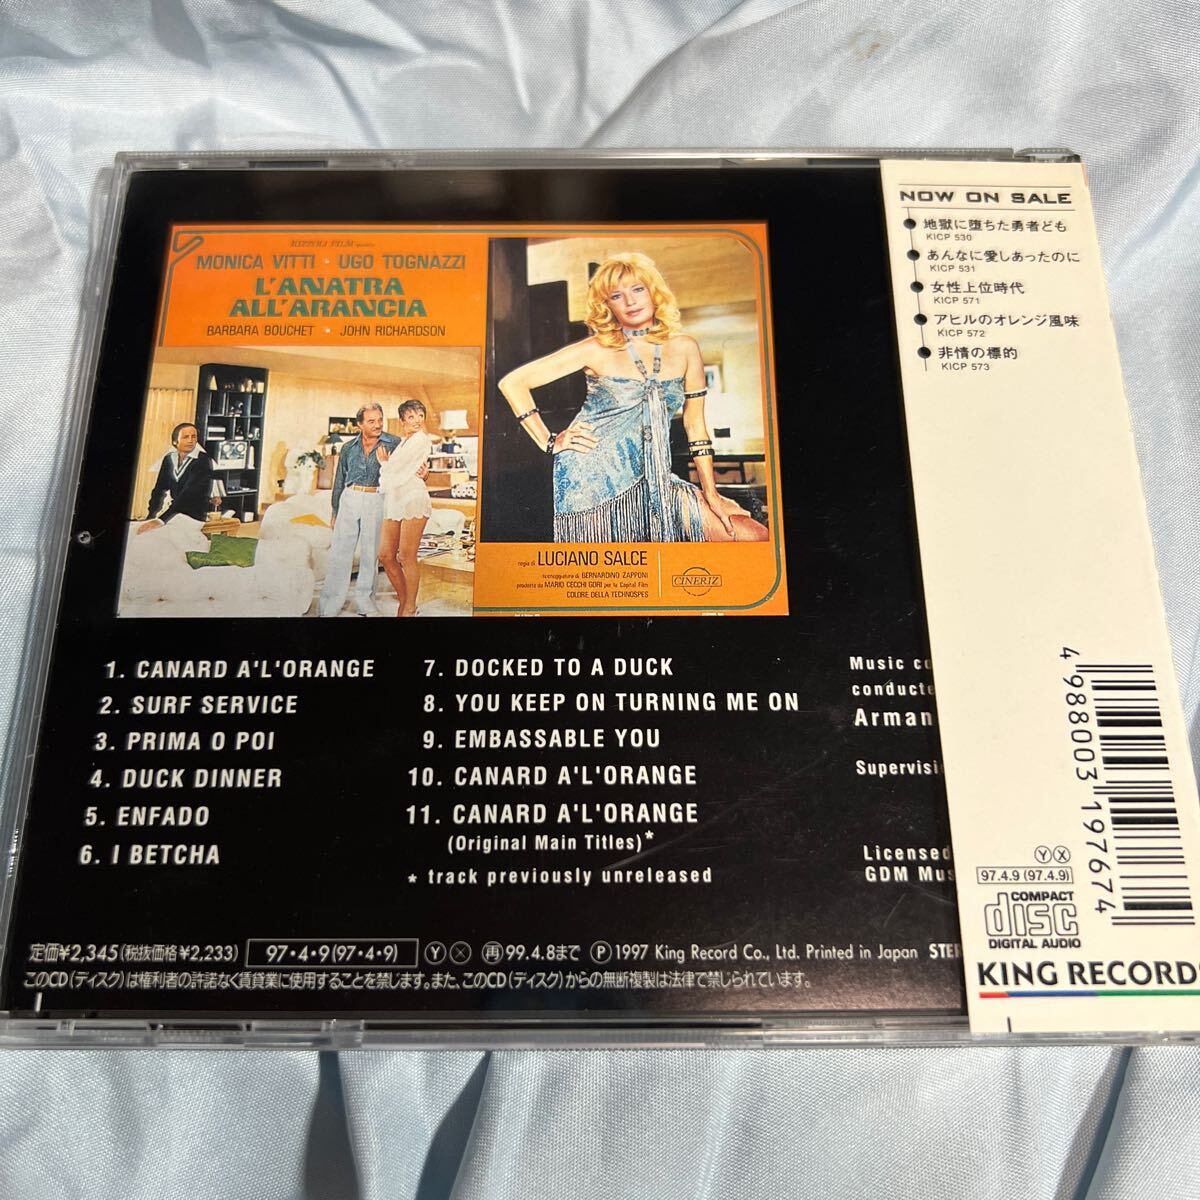 RIZZOLI FILM
MONICA VITTI · UGO TOGNAZZI
L'ANATRA
ALL'ARANCIA
BARBARA BOUCHET · JOHN RICHARDSON
regia di LUCIANO SALCE
sceneggiatura di BERNARDINO ZAPPONI
prodotto da MARIO CECCHI GORI per la Capital Film
COLORE DELLA TECHNOSPES
CINERIZ
1. CANARD A'L'ORANGE
2. SURF SERVICE
3. PRIMA O POI
4. DUCK DINNER
5. ENFADO
6. I BETCHA
7. DOCKED TO A DUCK
8. YOU KEEP ON TURNING ME ON
9. EMBASSABLE YOU
10. CANARD A'L'ORANGE
11. CANARD A'L'ORANGE
(Original Main Titles)*
* track previously unreleased
Music co
conducte
Arman
Supervisi
Licensed
GDM Mus
定価¥2,345(税抜価格¥2,233) 97・4・9(97・4・9) Ⓨ Ⓧ 再99.4.8まで Ⓟ 1997 King Record Co., Ltd. Printed in Japan STER
このCD(ディスク)は権利者の許諾なく賃貸業に使用することを禁じます。また、このCD(ディスク)からの無断複製は法律で禁じられています。
NOW ON SALE
地獄に堕ちた勇者ども
KICP 530
あんなに愛しあったのに
KICP 531
女性上位時代
KICP 571
アヒルのオレンジ風味
KICP 572
非情の標的
KICP 573
4 988003 197674
Ⓨ Ⓧ
97.4.9 (97.4.9)
COMPACT
disc
DIGITAL AUDIO
KING RECORDS